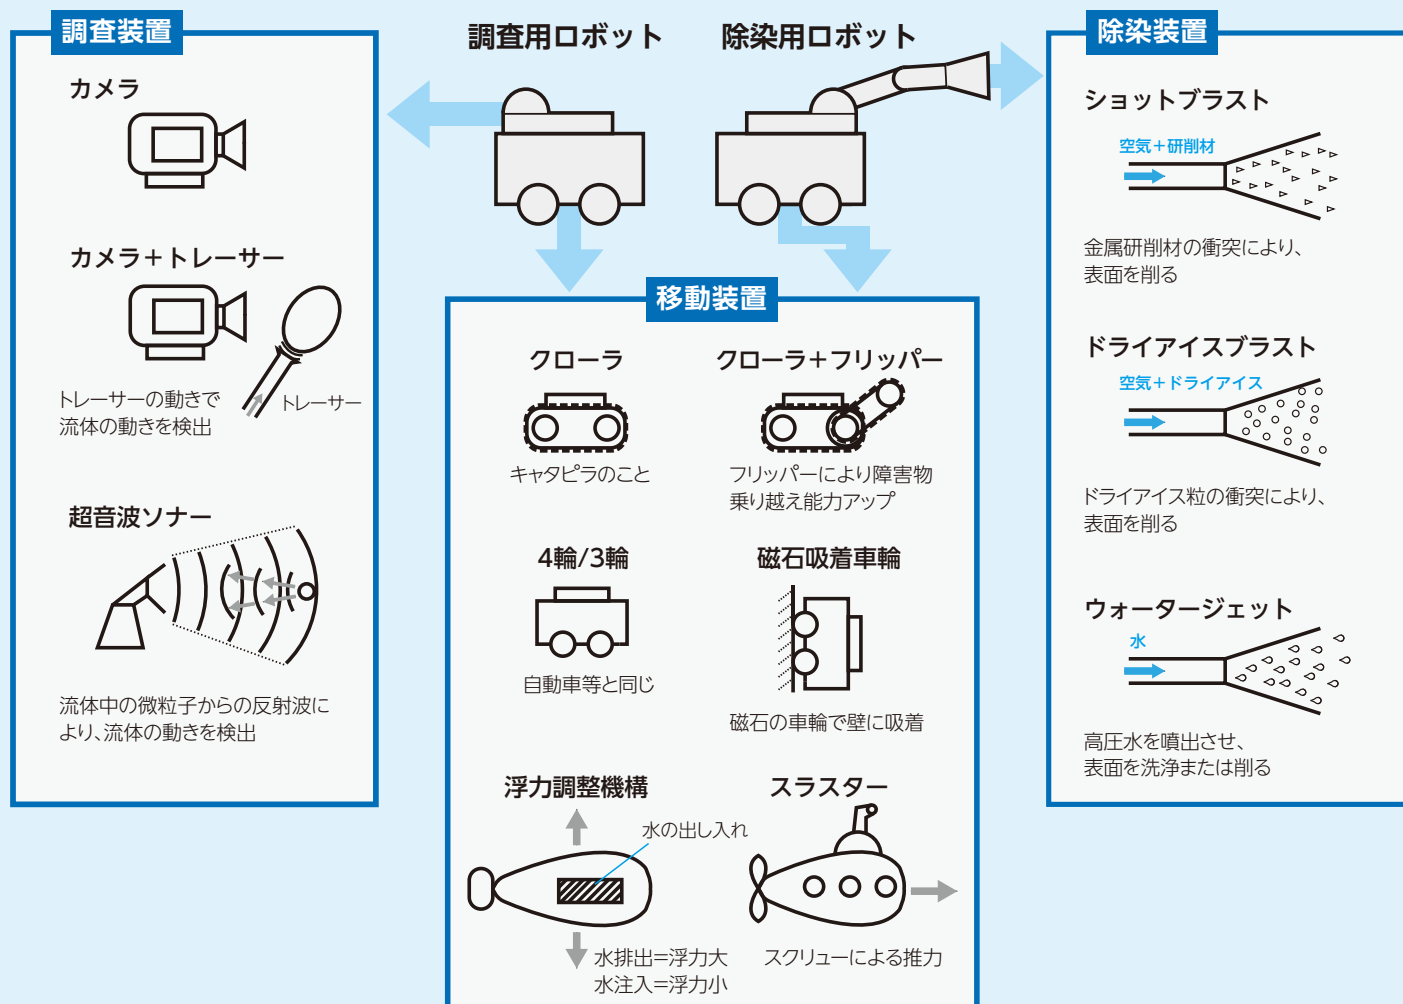 調査装置
カメラ
カメラ+トレーサー
トレーサーの動きで
流体の動きを検出
トレーサー
超音波ソナー
流体中の微粒子からの反射波に
より、流体の動きを検出
調査用ロボット
除染用ロボット
移動装置
クローラ
キャタピラのこと
クローラ+フリッパー
フリッパーにより障害物
乗り越え能力アップ
4輪/3輪
自動車等と同じ
磁石吸着車輪
磁石の車輪で壁に吸着
浮力調整機構
水の出し入れ
水排出=浮力大
水注入=浮力小
スラスター
スクリューによる推力
除染装置
ショットブラスト
空気+研削材
金属研削材の衝突により、
表面を削る
ドライアイスブラスト
空気+ドライアイス
ドライアイス粒の衝突により、
表面を削る
ウォータージェット
水
高圧水を噴出させ、
表面を洗浄または削る